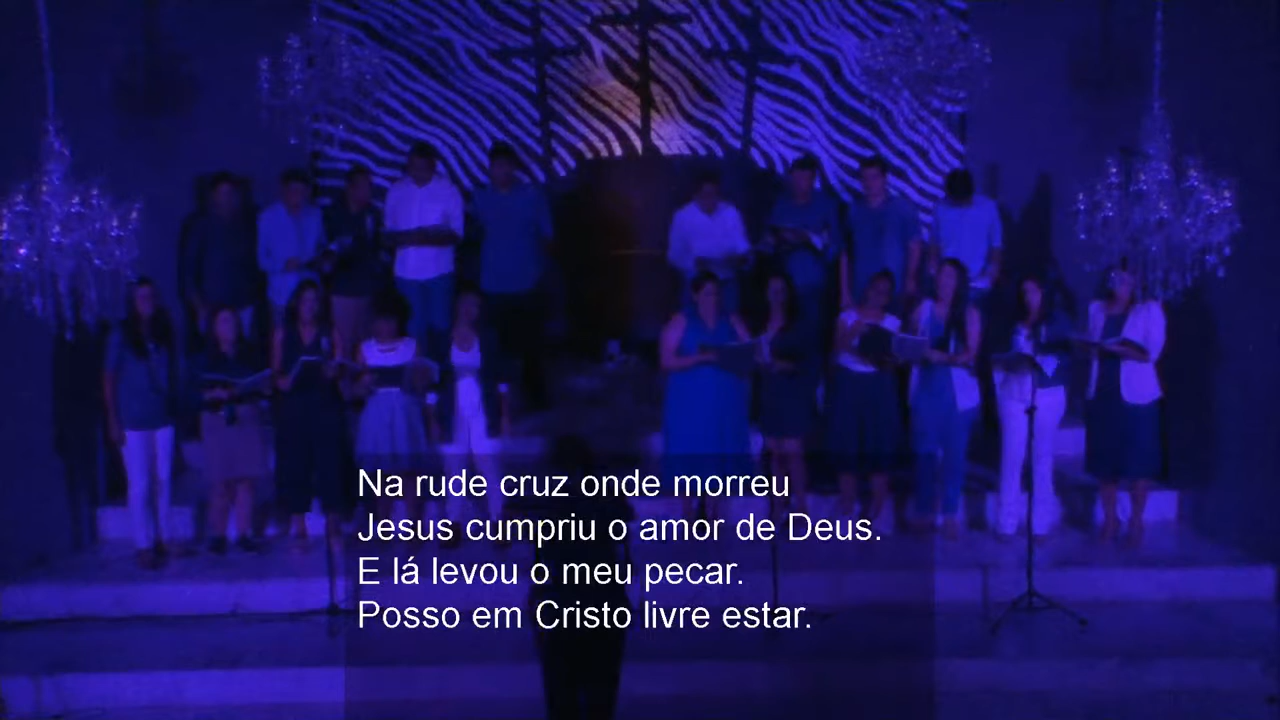 Na rude cruz onde morreu
Jesus cumpriu o amor de Deus.
E lá levou o meu pecar.
Posso em Cristo livre estar.